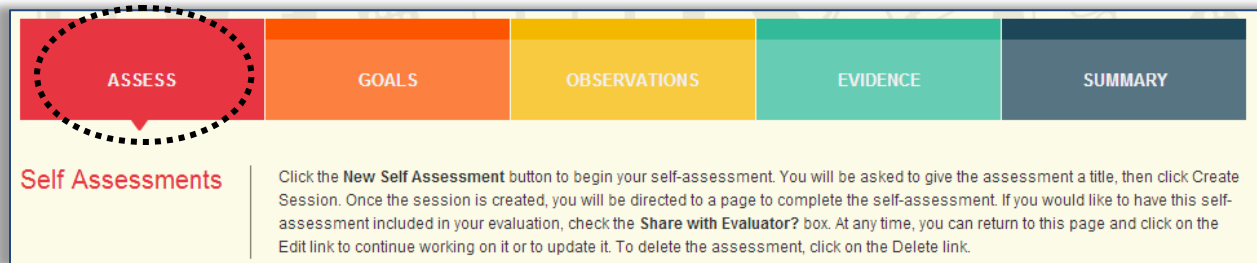 ASSESS GOALS OBSERVATIONS EVIDENCE SUMMARY
Self Assessments
Click the New Self Assessment button to begin your self-assessment. You will be asked to give the assessment a title, then click Create
Session. Once the session is created, you will be directed to a page to complete the self-assessment. If you would like to have this self-
assessment included in your evaluation, check the Share with Evaluator? box. At any time, you can return to this page and click on the
Edit link to continue working on it or to update it. To delete the assessment, click on the Delete link.